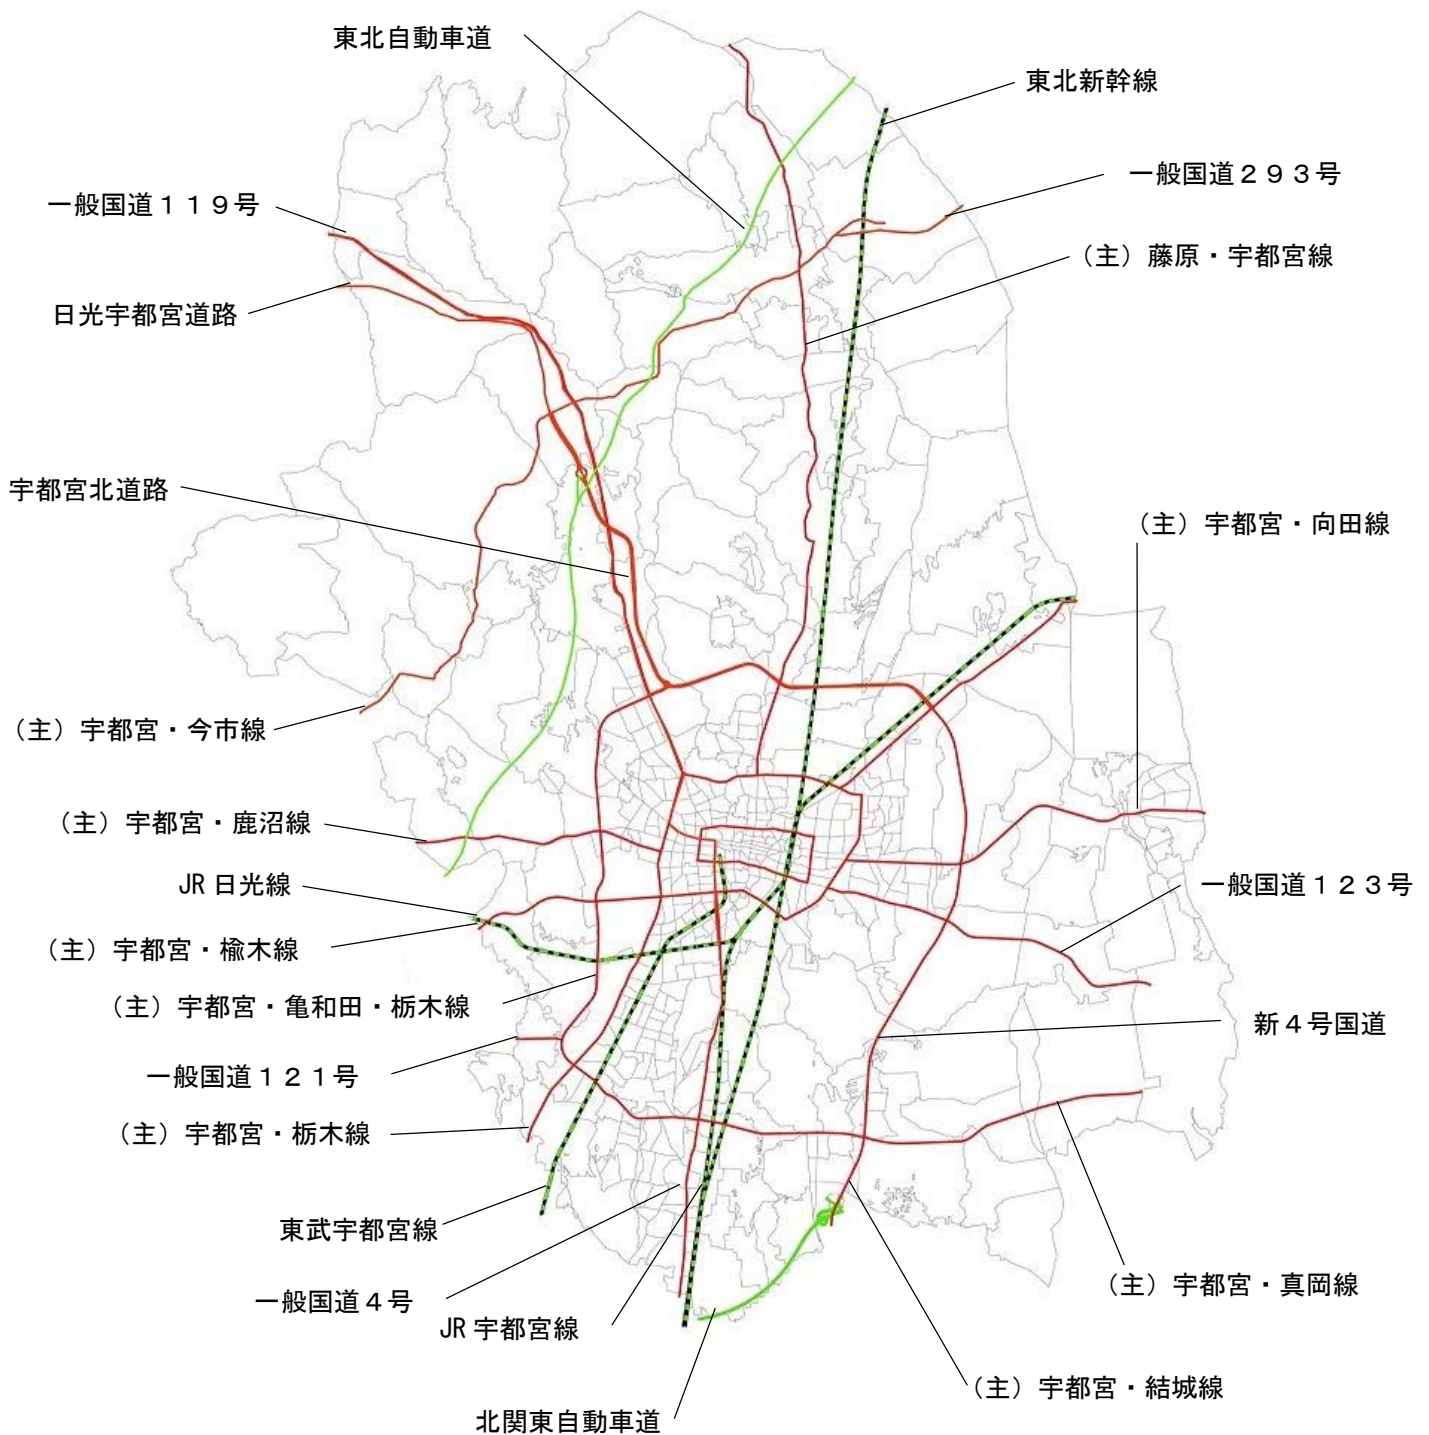 東北自動車道
東北新幹線
一般国道２９３号
一般国道１１９号
（主）藤原・宇都宮線
日光宇都宮道路
宇都宮北道路
（主）宇都宮・向田線
（主）宇都宮・今市線
（主）宇都宮・鹿沼線
JR 日光線
一般国道１２３号
（主）宇都宮・楡木線
（主）宇都宮・亀和田・栃木線
新４号国道
一般国道１２１号
（主）宇都宮・栃木線
東武宇都宮線
（主）宇都宮・真岡線
一般国道４号
JR 宇都宮線
（主）宇都宮・結城線
北関東自動車道